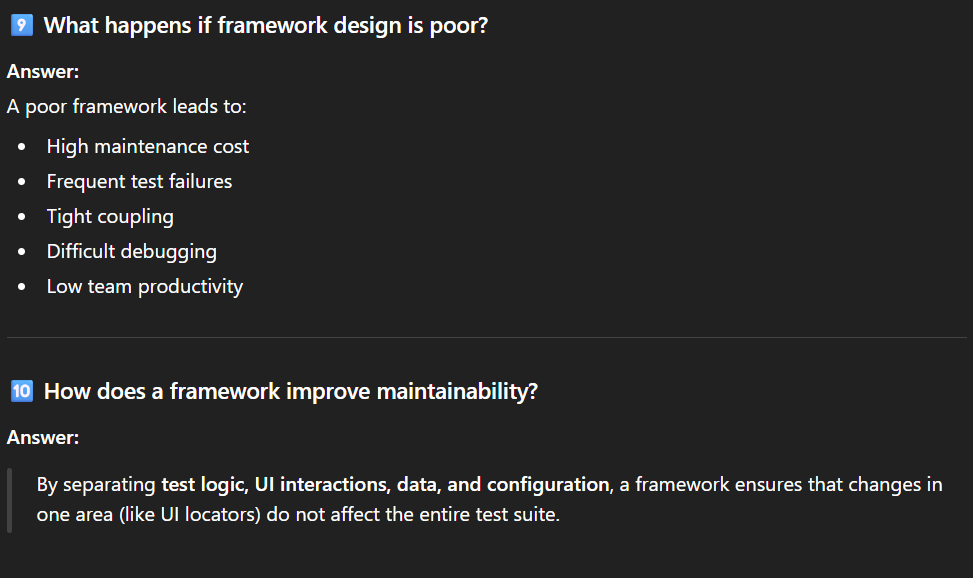 9️⃣ What happens if framework design is poor?
Answer:
A poor framework leads to:
• High maintenance cost
• Frequent test failures
• Tight coupling
• Difficult debugging
• Low team productivity
🔟 How does a framework improve maintainability?
Answer:
By separating test logic, UI interactions, data, and configuration, a framework ensures that changes in
one area (like UI locators) do not affect the entire test suite.